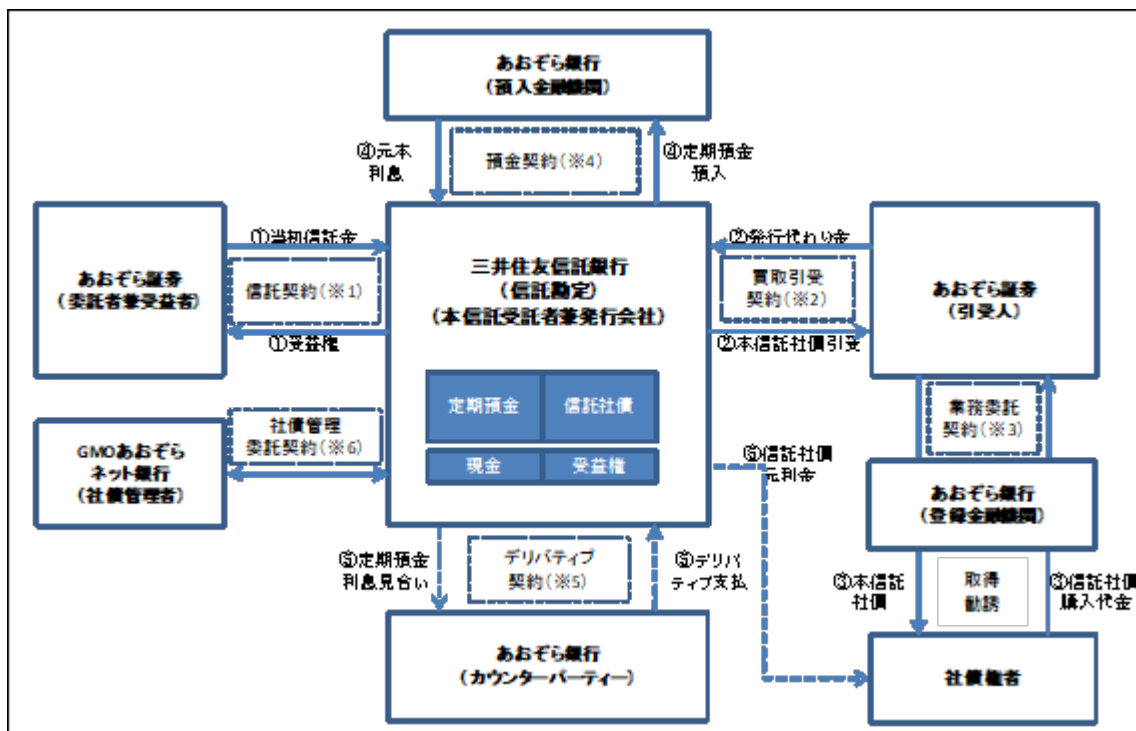 あおぞら銀行
（預入金融機関）
④元本
利息
預金契約（※4）
④定期預金
預入
あおぞら証券
（委託者兼受益者）
①当初信託金
信託契約（※1）
①受益権
三井住友信託銀行
（信託勘定）
（本信託受託者兼発行会社）
②発行代わり金
買取引受
契約（※2）
②本信託社債引受
あおぞら証券
（引受人）
定期預金
信託社債
現金
受益権
GMOあおぞら
ネット銀行
（社債管理者）
社債管理
委託契約（※6）
業務委託
契約（※3）
⑥信託社債
元利金
あおぞら銀行
（登録金融機関）
⑤定期預金
利息見合い
デリバティブ
契約（※5）
⑤デリバ
ティブ支払
③本信託
社債
取得
勧誘
③信託社債
購入代金
あおぞら銀行
（カウンターパーティー）
社債権者